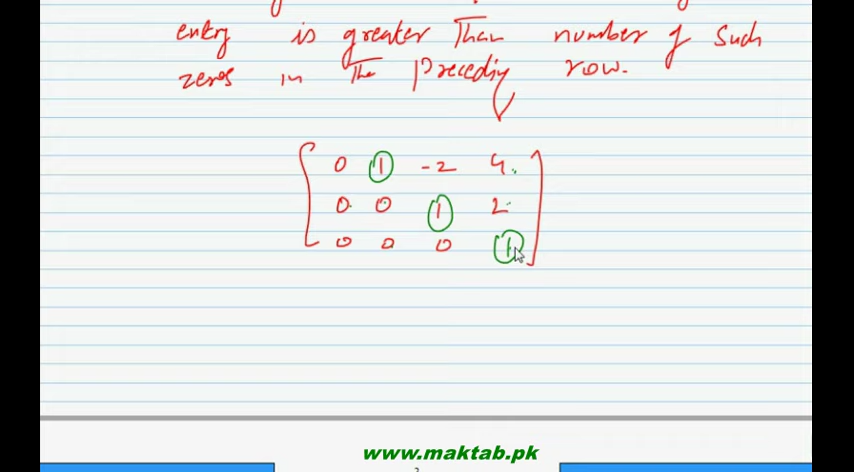 entry is greater Than number of such
zeros in The preceding row.
0 1 -2 4
0 0 1 2
0 0 0 1
www.maktab.pk